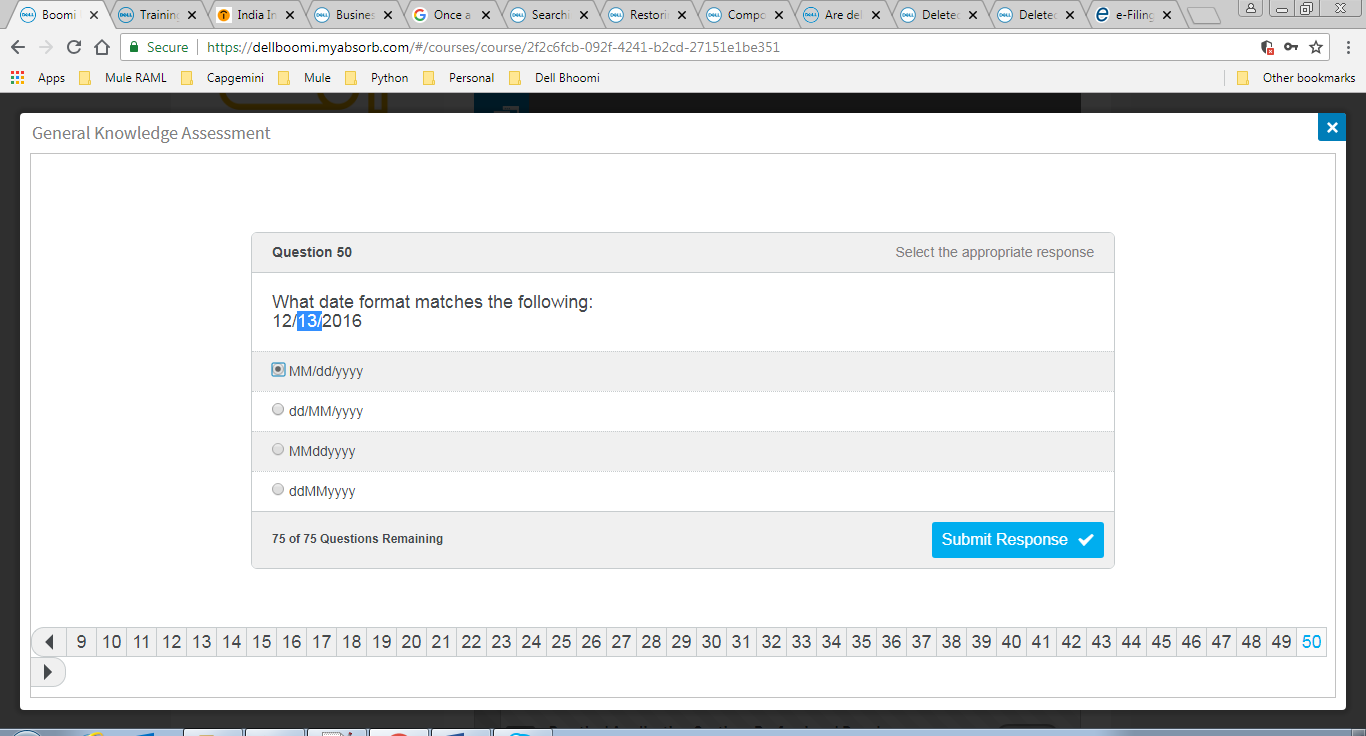 Boomi
Training
India In
Busines
Once a
Searchi
Restori
Compo
Are del
Deleted
Deleted
e-Filing
Secure
https://dellboomi.myabsorb.com/#/courses/course/2f2c6fcb-092f-4241-b2cd-27151e1be351
Apps Mule RAML Capgemini Mule Python Personal Dell Bhoomi Other bookmarks
General Knowledge Assessment
Question 50 Select the appropriate response
What date format matches the following:
12/13/2016
MM/dd/yyyy
dd/MM/yyyy
MMddyyyy
ddMMyyyy
75 of 75 Questions Remaining Submit Response
9 10 11 12 13 14 15 16 17 18 19 20 21 22 23 24 25 26 27 28 29 30 31 32 33 34 35 36 37 38 39 40 41 42 43 44 45 46 47 48 49 50